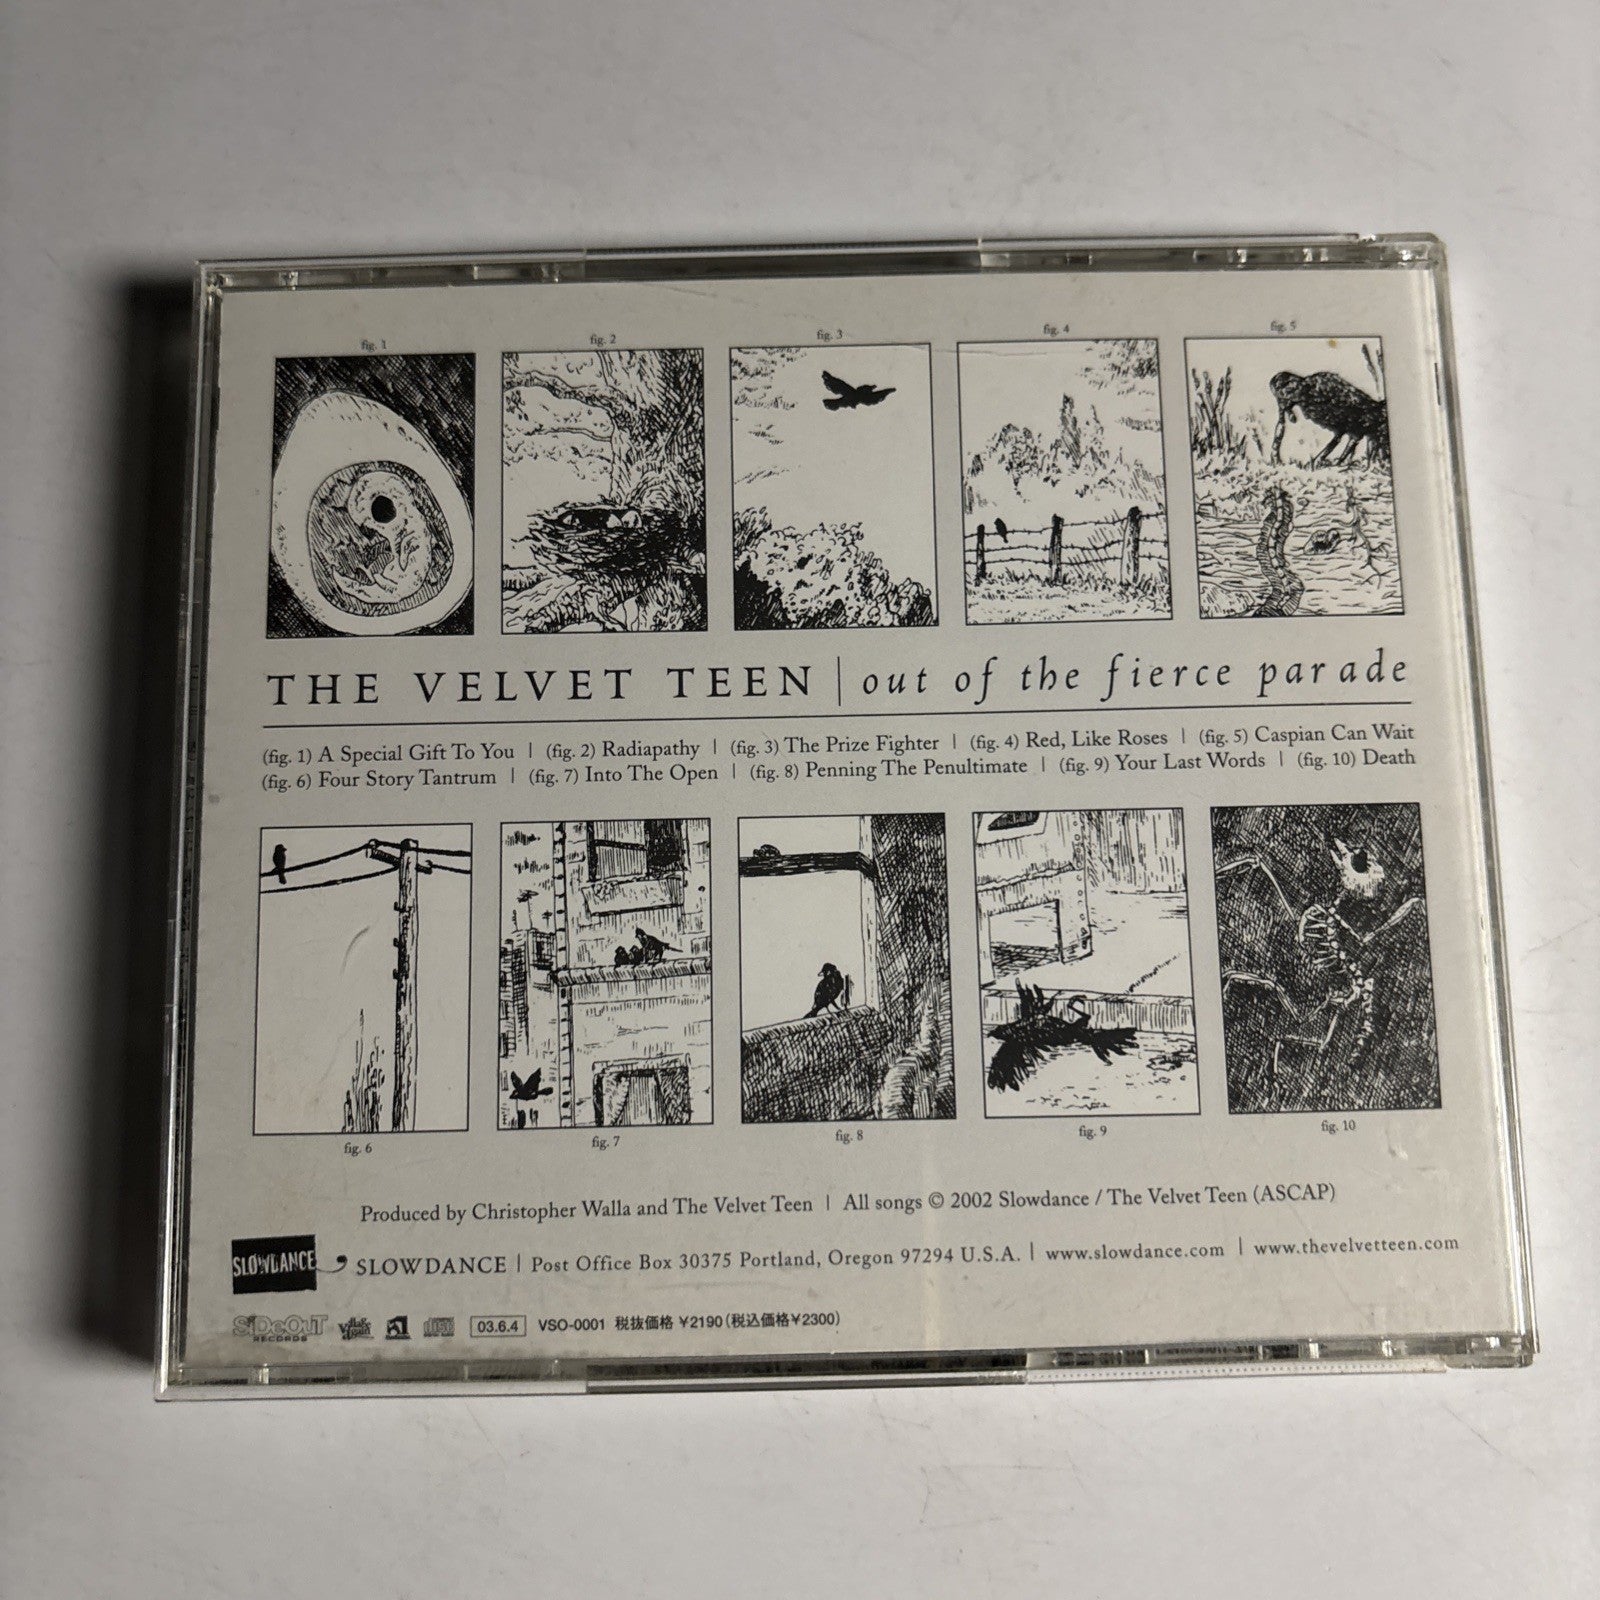 fig. 1 fig. 2 fig. 3 fig. 4 fig. 5
THE VELVET TEEN | out of the fierce parade
(fig. 1) A Special Gift To You | (fig. 2) Radiapathy | (fig. 3) The Prize Fighter | (fig. 4) Red, Like Roses | (fig. 5) Caspian Can Wait
(fig. 6) Four Story Tantrum | (fig. 7) Into The Open | (fig. 8) Penning The Penultimate | (fig. 9) Your Last Words | (fig. 10) Death
fig. 6 fig. 7 fig. 8 fig. 9 fig. 10
Produced by Christopher Walla and The Velvet Teen | All songs © 2002 Slowdance / The Velvet Teen (ASCAP)
SLOWDANCE SLOWDANCE | Post Office Box 30375 Portland, Oregon 97294 U.S.A. | www.slowdance.com | www.thevelvetteen.com
SiDeOuT RECORDS 03.6.4 VSO-0001 税抜価格 ¥2190(税込価格¥2300)